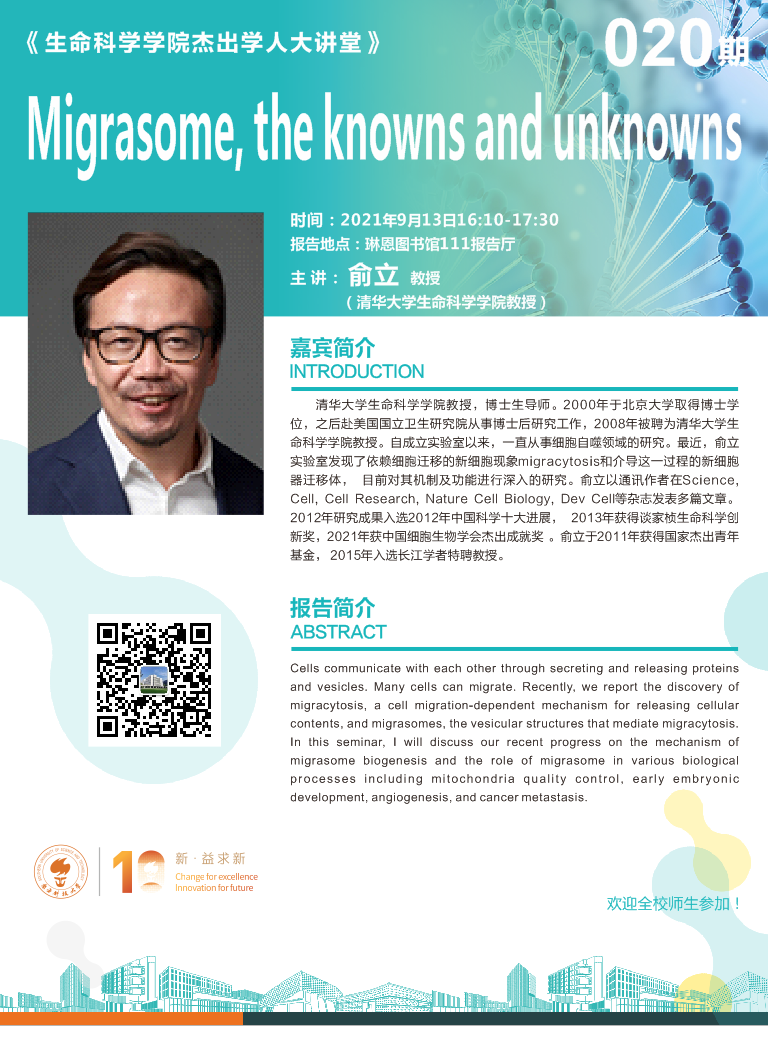 《生命科学学院杰出学人大讲堂》
020期
Migrasome, the knowns and unknowns
时间：2021年9月13日16:10-17:30
报告地点：琳恩图书馆111报告厅
主讲：俞立 教授
（清华大学生命科学学院教授）
嘉宾简介
INTRODUCTION
清华大学生命科学学院教授，博士生导师。2000年于北京大学取得博士学
位，之后赴美国国立卫生研究院从事博士后研究工作，2008年被聘为清华大学生
命科学学院教授。自成立实验室以来，一直从事细胞自噬领域的研究。最近，俞立
实验室发现了依赖细胞迁移的新细胞现象migracytosis和介导这一过程的新细胞
器迁移体， 目前对其机制及功能进行深入的研究。俞立以通讯作者在Science,
Cell, Cell Research, Nature Cell Biology, Dev Cell等杂志发表多篇文章。
2012年研究成果入选2012年中国科学十大进展， 2013年获得谈家桢生命科学创
新奖，2021年获中国细胞生物学会杰出成就奖 。俞立于2011年获得国家杰出青年
基金， 2015年入选长江学者特聘教授。
报告简介
ABSTRACT
Cells communicate with each other through secreting and releasing proteins
and vesicles. Many cells can migrate. Recently, we report the discovery of
migracytosis, a cell migration-dependent mechanism for releasing cellular
contents, and migrasomes, the vesicular structures that mediate migracytosis.
In this seminar, I will discuss our recent progress on the mechanism of
migrasome biogenesis and the role of migrasome in various biological
processes including mitochondria quality control, early embryonic
development, angiogenesis, and cancer metastasis.
10
新·益求新
Change for excellence
Innovation for future
欢迎全校师生参加！